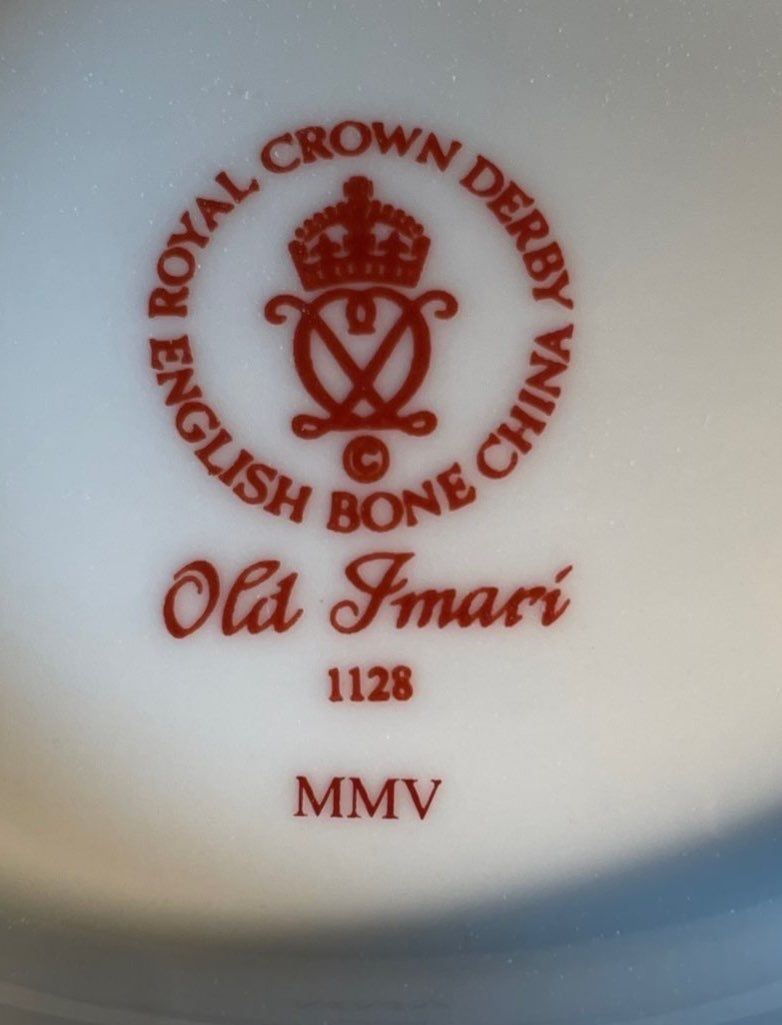 ROYAL CROWN DERBY
ENGLISH BONE CHINA
©
Old Imari
1128
MMV